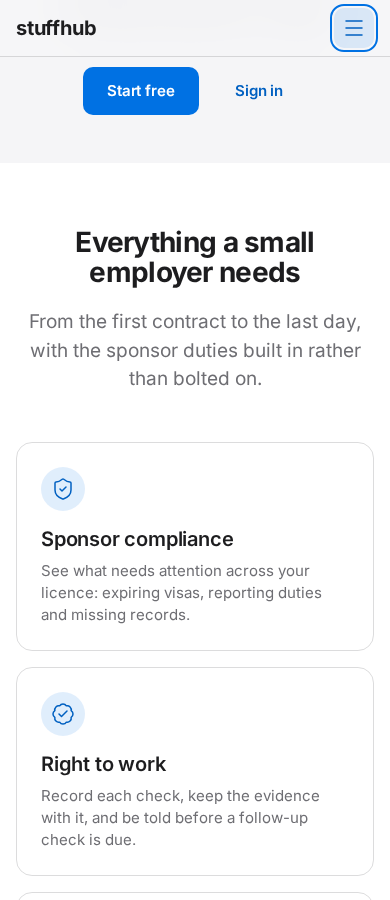 stuffhub
Start free
Sign in
Everything a small
employer needs
From the first contract to the last day,
with the sponsor duties built in rather
than bolted on.
Sponsor compliance
See what needs attention across your
licence: expiring visas, reporting duties
and missing records.
Right to work
Record each check, keep the evidence
with it, and be told before a follow-up
check is due.